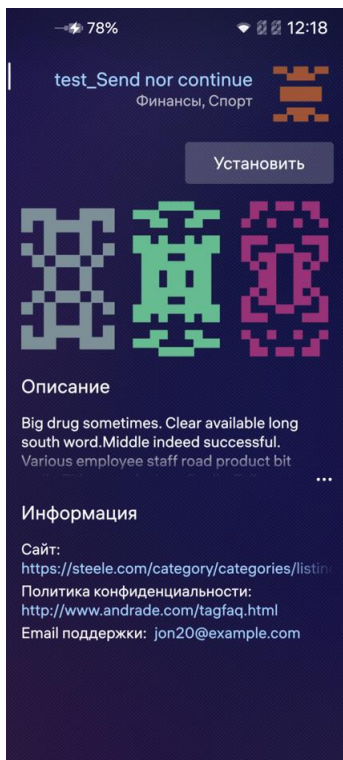 78%
12:18
test_Send nor continue
Финансы, Спорт
Установить
Описание
Big drug sometimes. Clear available long
south word.Middle indeed successful.
Various employee staff road product bit
...
Информация
Сайт:
https://steele.com/category/categories/listin
Политика конфиденциальности:
http://www.andrade.com/tagfaq.html
Email поддержки: jon20@example.com